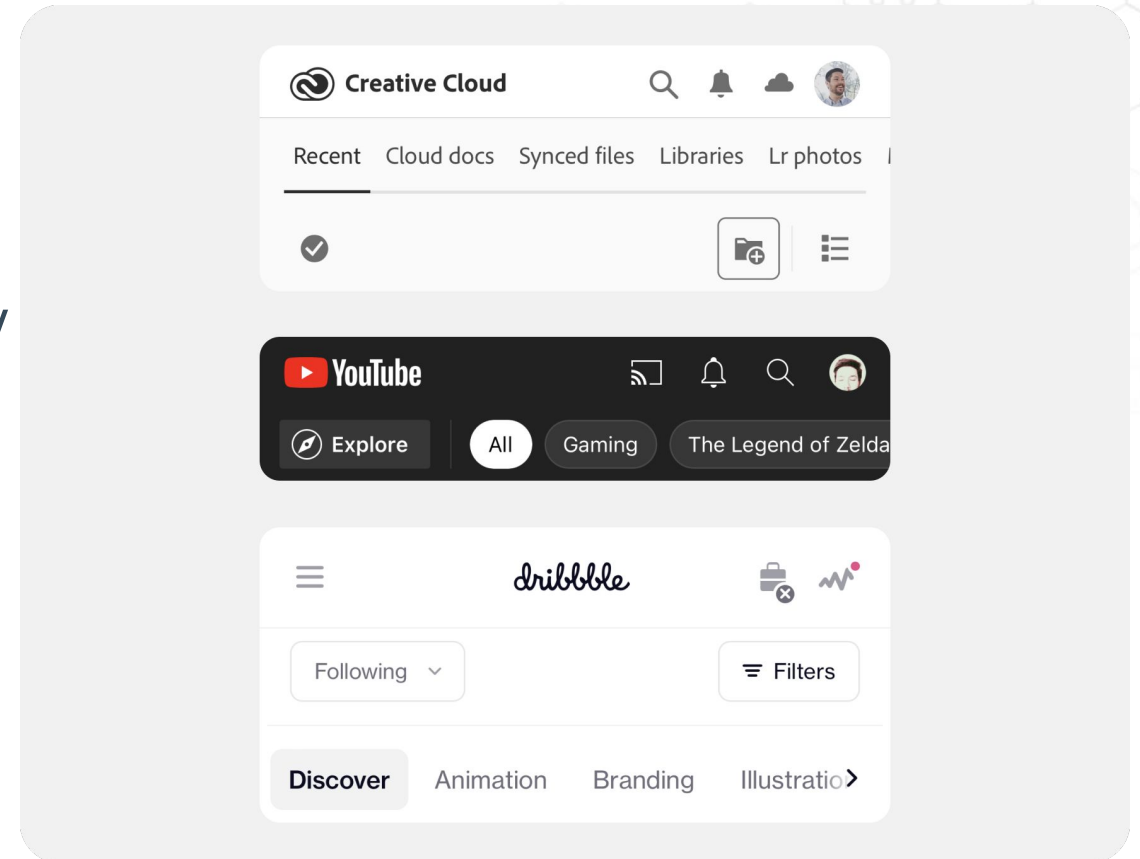 Creative Cloud
Recent Cloud docs Synced files Libraries Lr photos
YouTube
Explore All Gaming The Legend of Zelda
dribbble
Following Filters
Discover Animation Branding Illustratio